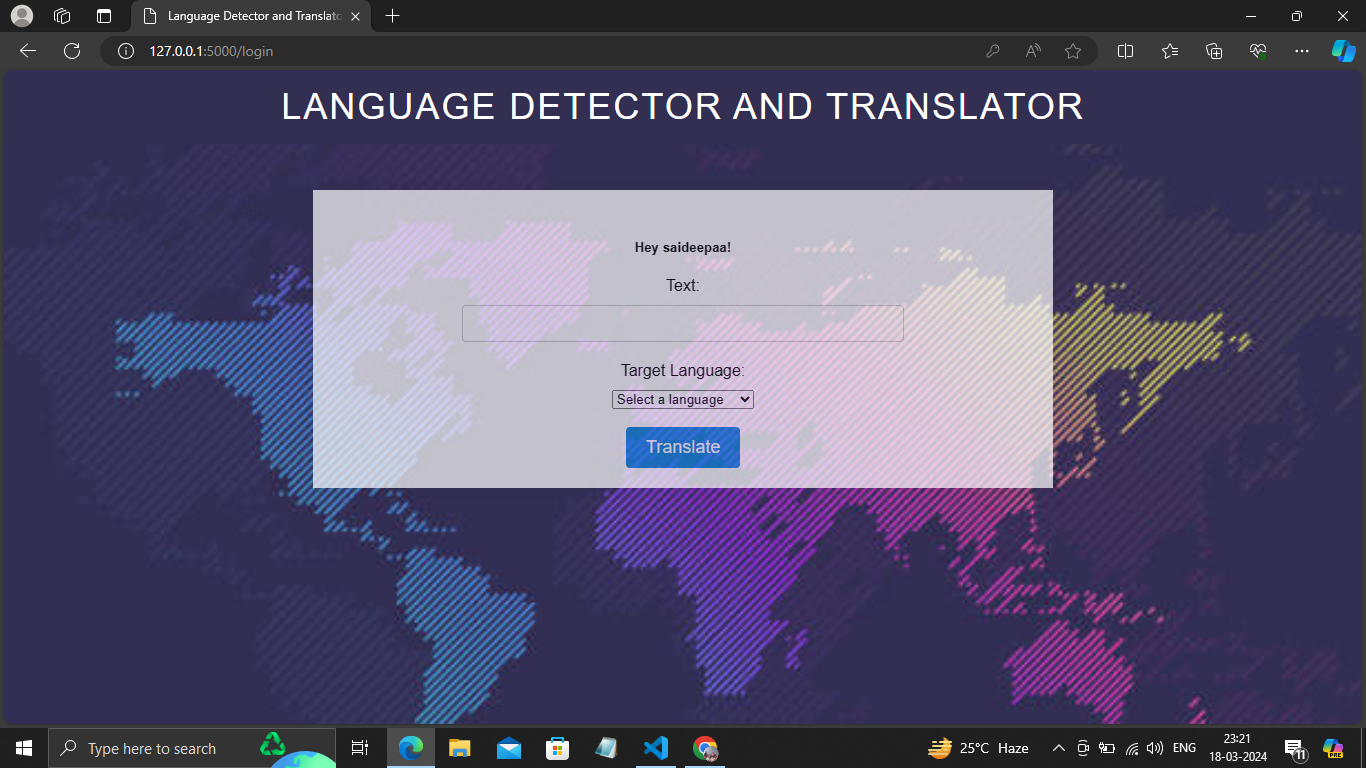 Language Detector and Translato
127.0.0.1:5000/login
LANGUAGE DETECTOR AND TRANSLATOR
Hey saideepaa!
Text:
Target Language:
Select a language
Translate
Type here to search
25°C Haze
ENG
23:21
18-03-2024
11
PRE